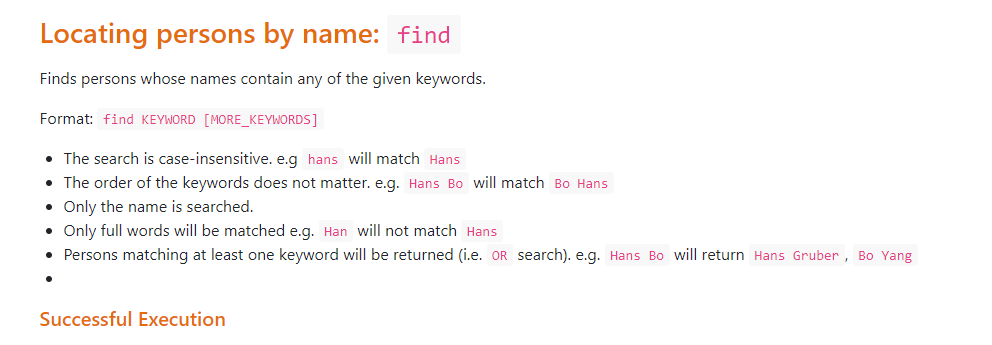 Locating persons by name: find
Finds persons whose names contain any of the given keywords.
Format: find KEYWORD [MORE_KEYWORDS]
• The search is case-insensitive. e.g hans will match Hans
• The order of the keywords does not matter. e.g. Hans Bo will match Bo Hans
• Only the name is searched.
• Only full words will be matched e.g. Han will not match Hans
• Persons matching at least one keyword will be returned (i.e. OR search). e.g. Hans Bo will return Hans Gruber, Bo Yang
•
Successful Execution